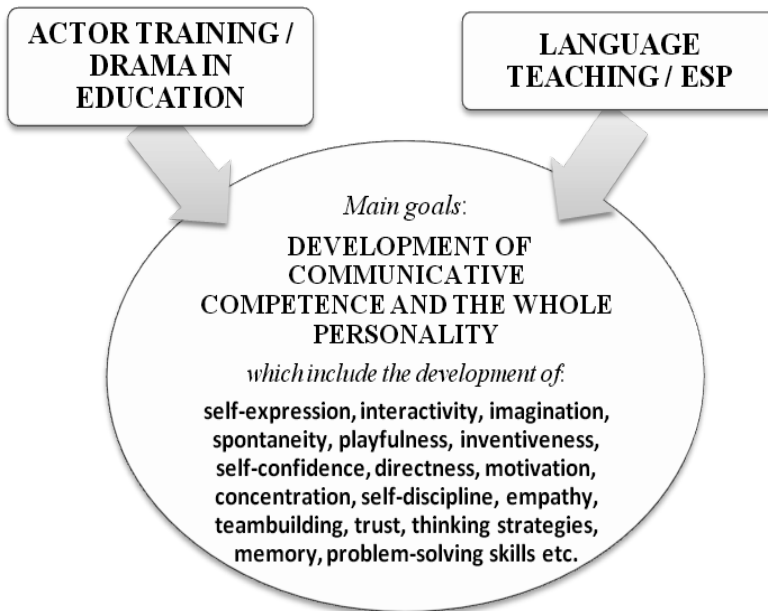 ACTOR TRAINING /
DRAMA IN
EDUCATION
LANGUAGE
TEACHING / ESP
Main goals:
DEVELOPMENT OF
COMMUNICATIVE
COMPETENCE AND THE WHOLE
PERSONALITY
which include the development of:
self-expression, interactivity, imagination,
spontaneity, playfulness, inventiveness,
self-confidence, directness, motivation,
concentration, self-discipline, empathy,
teambuilding, trust, thinking strategies,
memory, problem-solving skills etc.